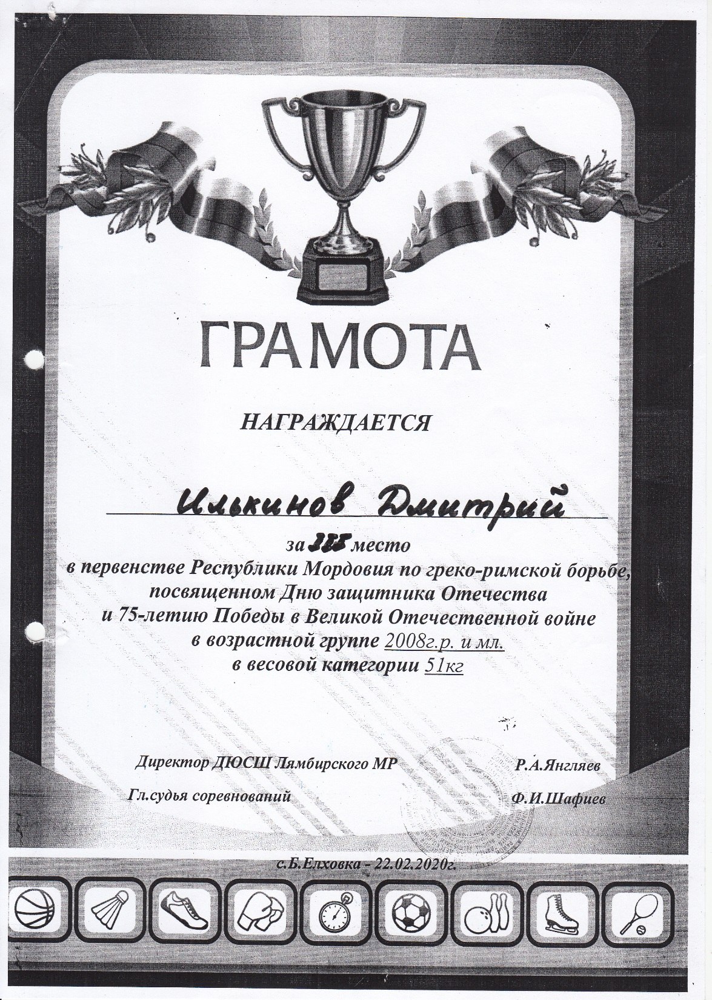 ГРАМОТА
НАГРАЖДАЕТСЯ
Илькинов Дмитрий
за III место
в первенстве Республики Мордовия по греко-римской борьбе,
посвященном Дню защитника Отечества
и 75-летию Победы в Великой Отечественной войне
в возрастной группе 2008г.р. и мл.
в весовой категории 51кг
Директор ДЮСШ Лямбирского МР Р.А.Янгляев
Гл.судья соревнований Ф.И.Шафиев
с.Б.Елховка - 22.02.2020г.